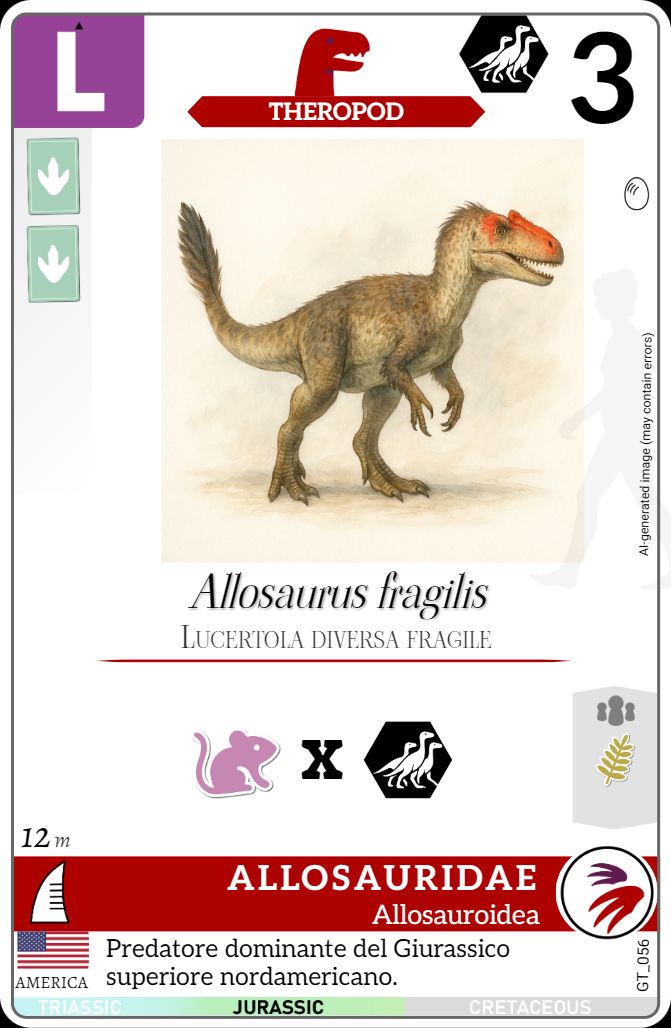 L
THEROPOD
3
AI-generated image (may contain errors)
Allosaurus fragilis
Lucertola diversa fragile
X
12 m
ALLOSAURIDAE
Allosauroidea
AMERICA
Predatore dominante del Giurassico
superiore nordamericano.
GT_056
TRIASSIC
JURASSIC
CRETACEOUS